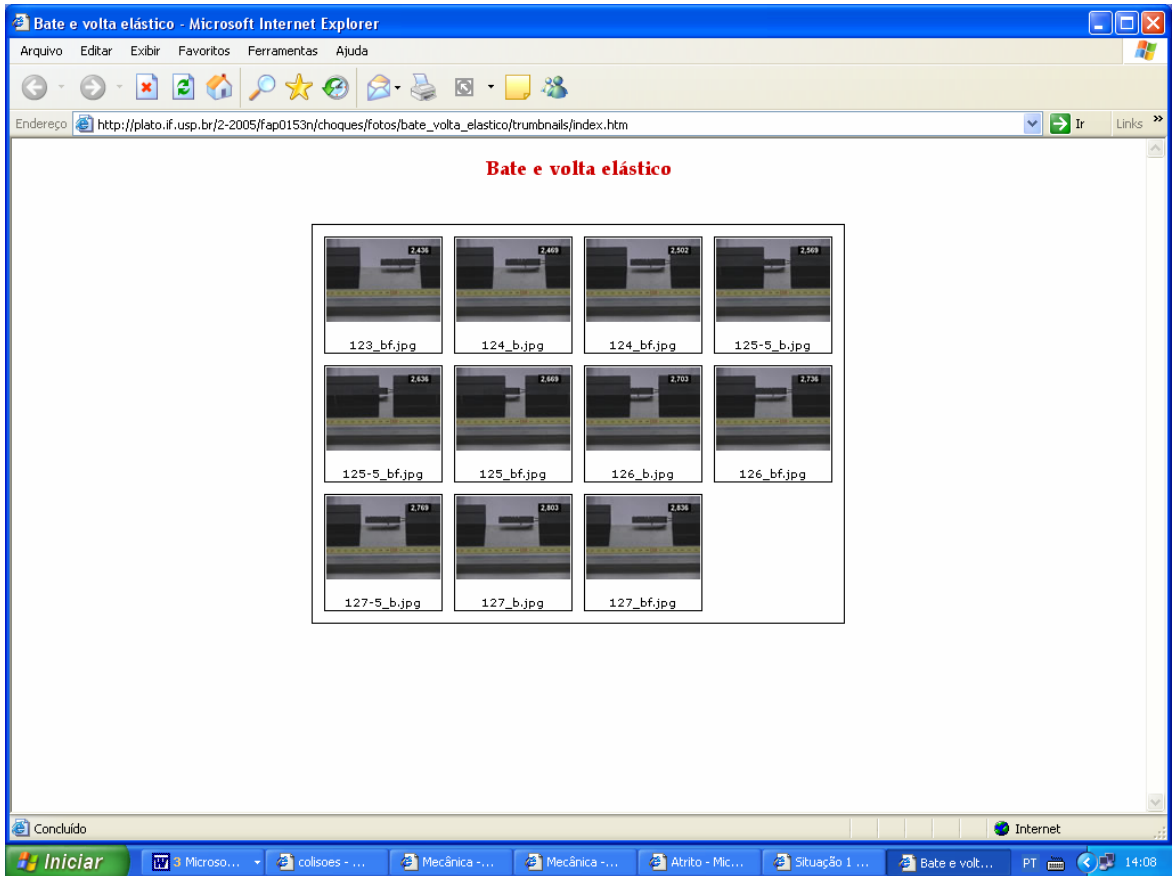 Bate e volta elástico - Microsoft Internet Explorer
Arquivo Editar Exibir Favoritos Ferramentas Ajuda
Endereço http://plato.if.usp.br/2-2005/fap0153n/choques/fotos/bate_volta_elastico/trumbnails/index.htm Ir Links »
Bate e volta elástico
2,436 2,469 2,502 2,569
123_bf.jpg 124_b.jpg 124_bf.jpg 125-5_b.jpg
2,636 2,669 2,703 2,736
125-5_bf.jpg 125_bf.jpg 126_b.jpg 126_bf.jpg
2,769 2,803 2,836
127-5_b.jpg 127_b.jpg 127_bf.jpg
Concluído Internet
Iniciar 3 Microso... colisoes - ... Mecânica -... Mecânica -... Atrito - Mic... Situação 1 ... Bate e volt... PT 14:08